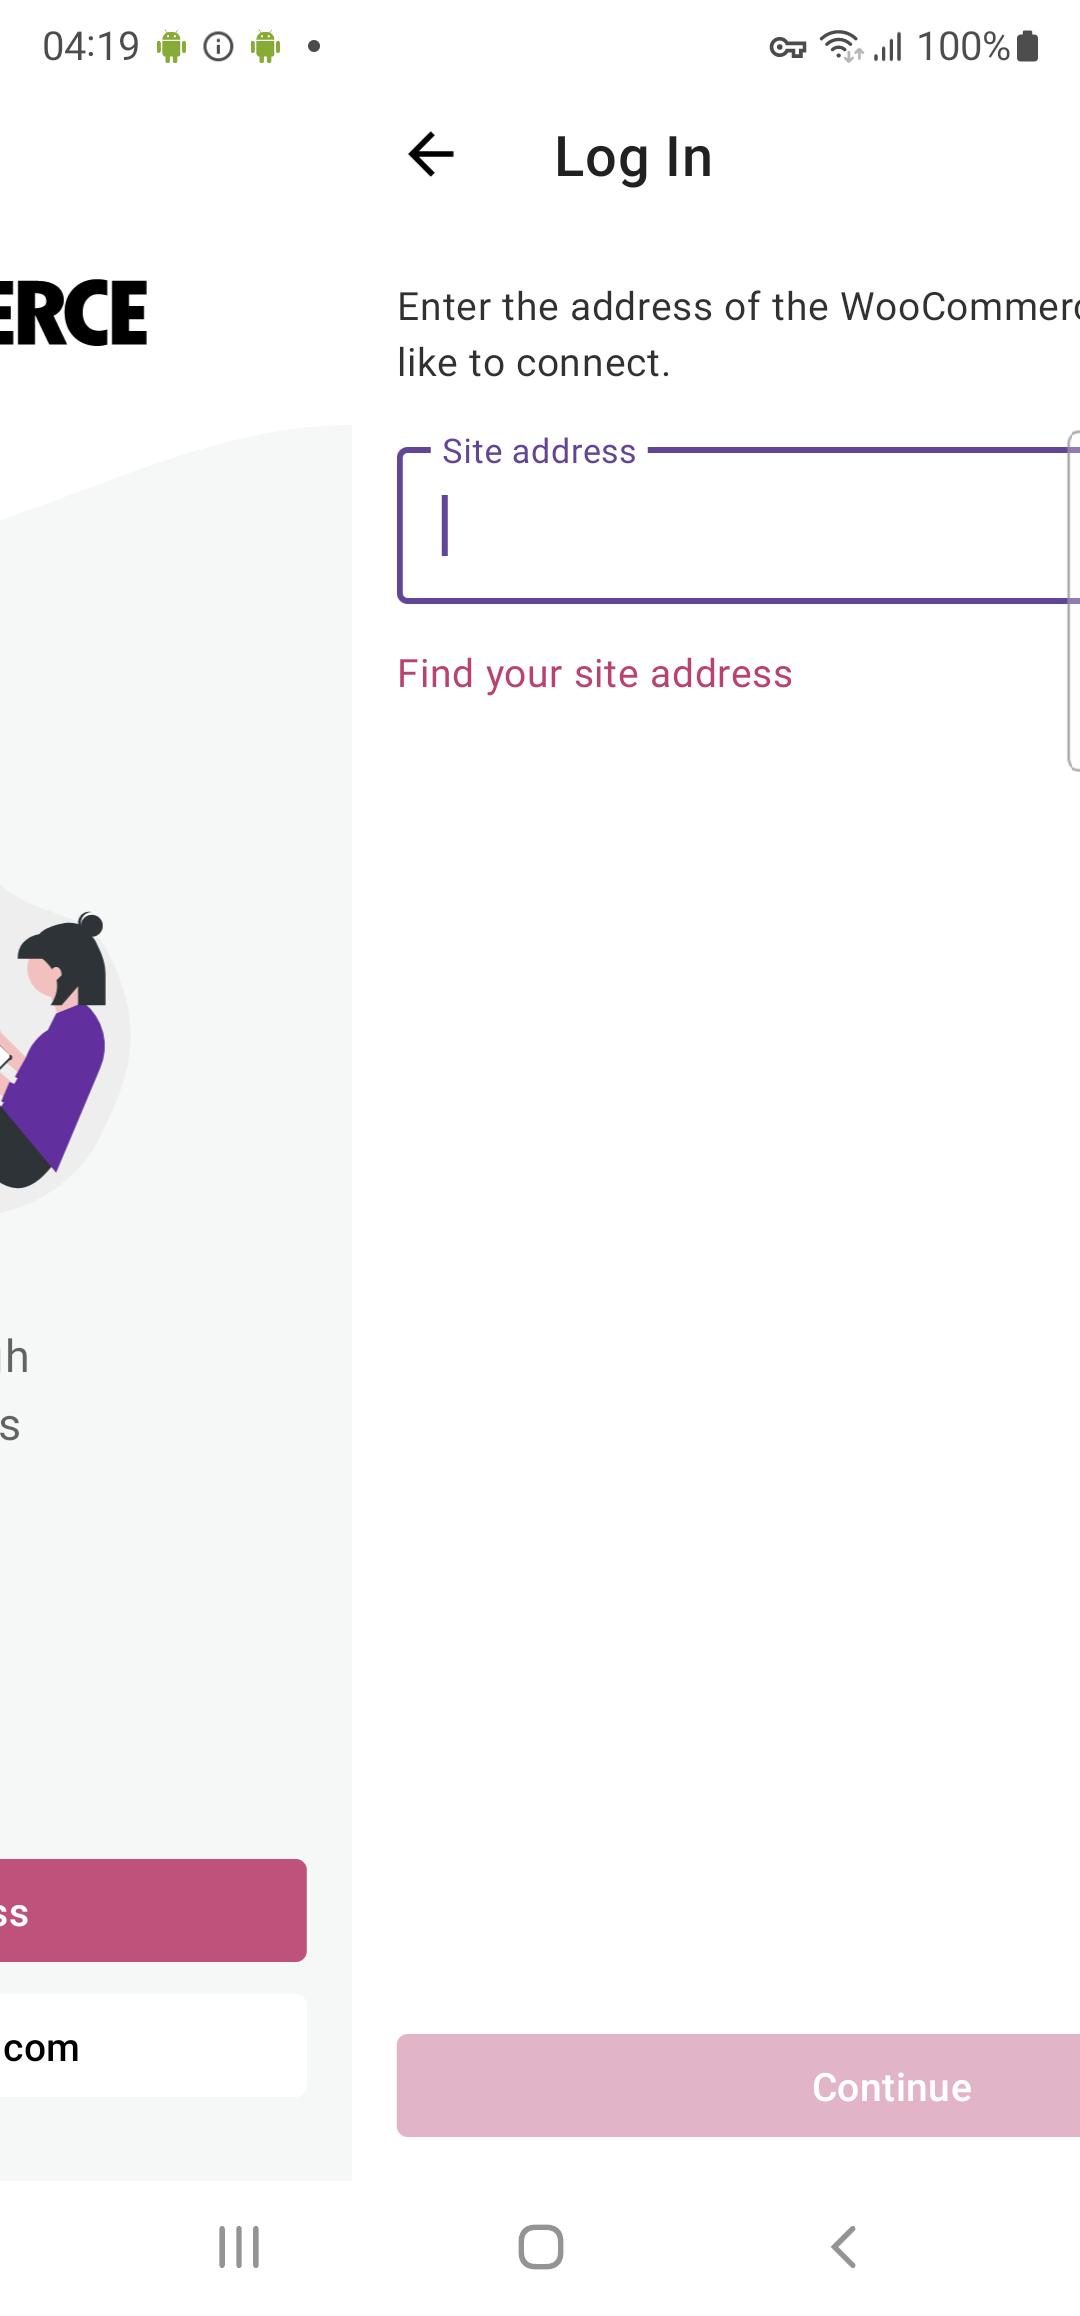 04:19
100%
Log In
ERCE
Enter the address of the WooCommerc
like to connect.
Site address
Find your site address
h
s
ss
com
Continue